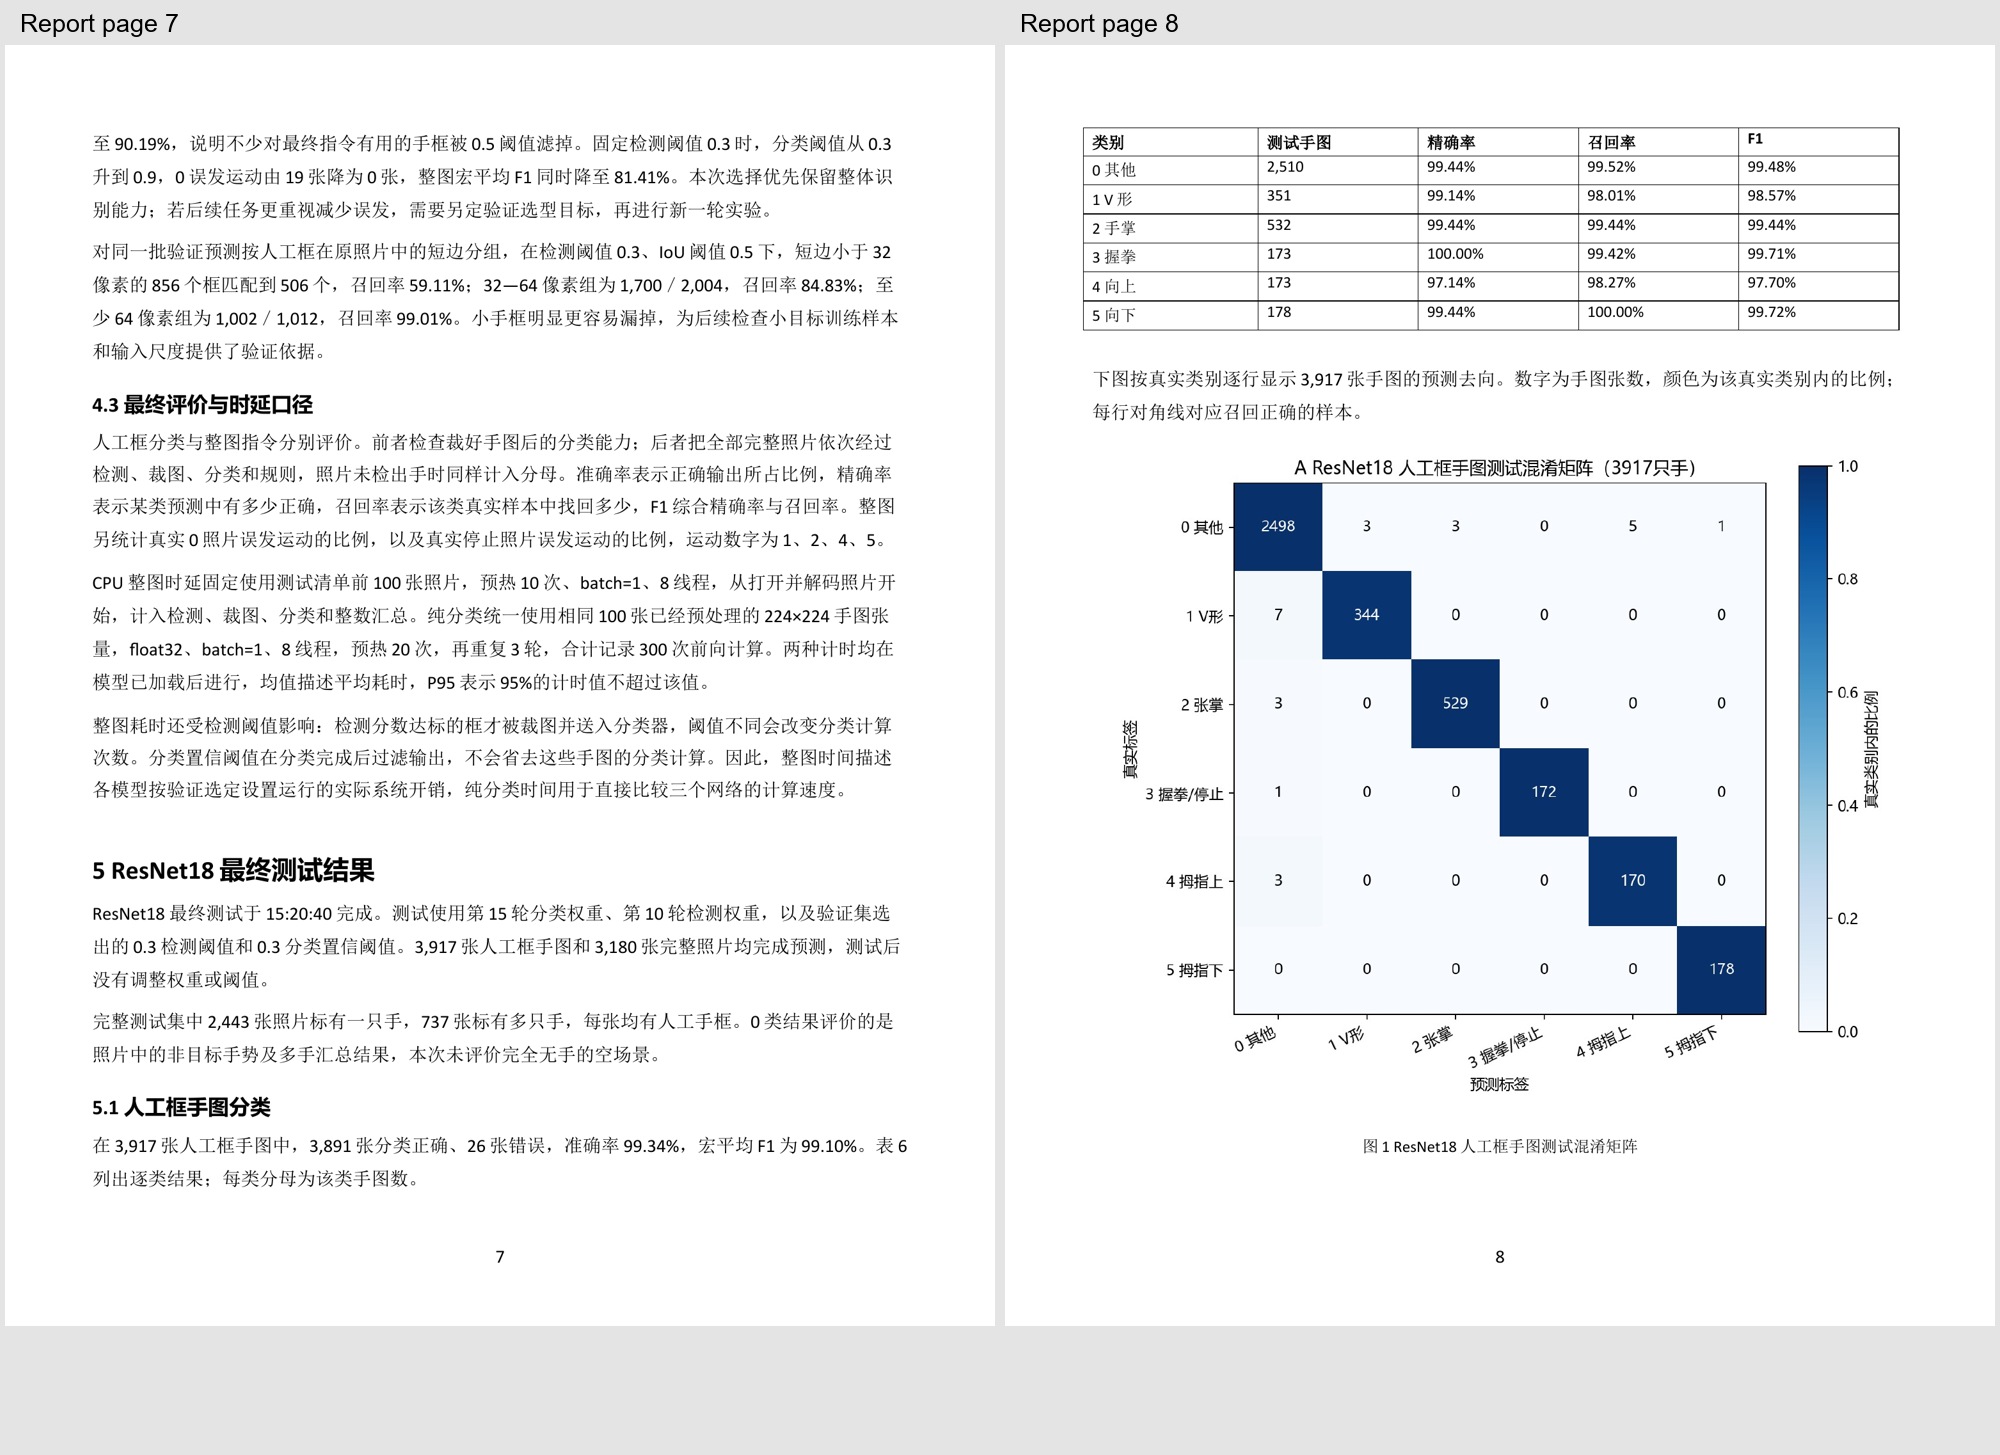 Report page 7
至 90.19%，说明不少对最终指令有用的手框被 0.5 阈值滤掉。固定检测阈值 0.3 时，分类阈值从 0.3
升到 0.9，0 误发运动由 19 张降为 0 张，整图宏平均 F1 同时降至 81.41%。本次选择优先保留整体识
别能力；若后续任务更重视减少误发，需要另定验证选型目标，再进行新一轮实验。
对同一批验证预测按人工框在原照片中的短边分组，在检测阈值 0.3、IoU 阈值 0.5 下，短边小于 32
像素的 856 个框匹配到 506 个，召回率 59.11%；32—64 像素组为 1,700 / 2,004，召回率 84.83%；至
少 64 像素组为 1,002 / 1,012，召回率 99.01%。小手框明显更容易漏掉，为后续检查小目标训练样本
和输入尺度提供了验证依据。
4.3 最终评价与时延口径
人工框分类与整图指令分别评价。前者检查裁好手图后的分类能力；后者把全部完整照片依次经过
检测、裁图、分类和规则，照片未检出手时同样计入分母。准确率表示正确输出所占比例，精确率
表示某类预测中有多少正确，召回率表示该类真实样本中找回多少，F1 综合精确率与召回率。整图
另统计真实 0 照片误发运动的比例，以及真实停止照片误发运动的比例，运动数字为 1、2、4、5。
CPU 整图时延固定使用测试清单前 100 张照片，预热 10 次、batch=1、8 线程，从打开并解码照片开
始，计入检测、裁图、分类和整数汇总。纯分类统一使用相同 100 张已经预处理的 224×224 手图张
量，float32、batch=1、8 线程，预热 20 次，再重复 3 轮，合计记录 300 次前向计算。两种计时均在
模型已加载后进行，均值描述平均耗时，P95 表示 95%的计时值不超过该值。
整图耗时还受检测阈值影响：检测分数达标的框才被裁图并送入分类器，阈值不同会改变分类计算
次数。分类置信阈值在分类完成后过滤输出，不会省去这些手图的分类计算。因此，整图时间描述
各模型按验证选定设置运行的实际系统开销，纯分类时间用于直接比较三个网络的计算速度。
5 ResNet18 最终测试结果
ResNet18 最终测试于 15:20:40 完成。测试使用第 15 轮分类权重、第 10 轮检测权重，以及验证集选
出的 0.3 检测阈值和 0.3 分类置信阈值。3,917 张人工框手图和 3,180 张完整照片均完成预测，测试后
没有调整权重或阈值。
完整测试集中 2,443 张照片标有一只手，737 张标有多只手，每张均有人工手框。0 类结果评价的是
照片中的非目标手势及多手汇总结果，本次未评价完全无手的空场景。
5.1 人工框手图分类
在 3,917 张人工框手图中，3,891 张分类正确、26 张错误，准确率 99.34%，宏平均 F1 为 99.10%。表 6
列出逐类结果；每类分母为该类手图数。
7
Report page 8
类别 测试手图 精确率 召回率 F1
0 其他 2,510 99.44% 99.52% 99.48%
1 V 形 351 99.14% 98.01% 98.57%
2 手掌 532 99.44% 99.44% 99.44%
3 握拳 173 100.00% 99.42% 99.71%
4 向上 173 97.14% 98.27% 97.70%
5 向下 178 99.44% 100.00% 99.72%
下图按真实类别逐行显示 3,917 张手图的预测去向。数字为手图张数，颜色为该真实类别内的比例；
每行对角线对应召回正确的样本。
A ResNet18 人工框手图测试混淆矩阵（3917只手）
0 其他 2498 3 3 0 5 1
1 V形 7 344 0 0 0 0
2 张掌 3 0 529 0 0 0
3 握拳/停止 1 0 0 172 0 0
4 拇指上 3 0 0 0 170 0
5 拇指下 0 0 0 0 0 178
真实标签
0 其他 1 V形 2 张掌 3 握拳/停止 4 拇指上 5 拇指下
预测标签
1.0
0.8
0.6
0.4
0.2
0.0
真实类别内的比例
图 1 ResNet18 人工框手图测试混淆矩阵
8